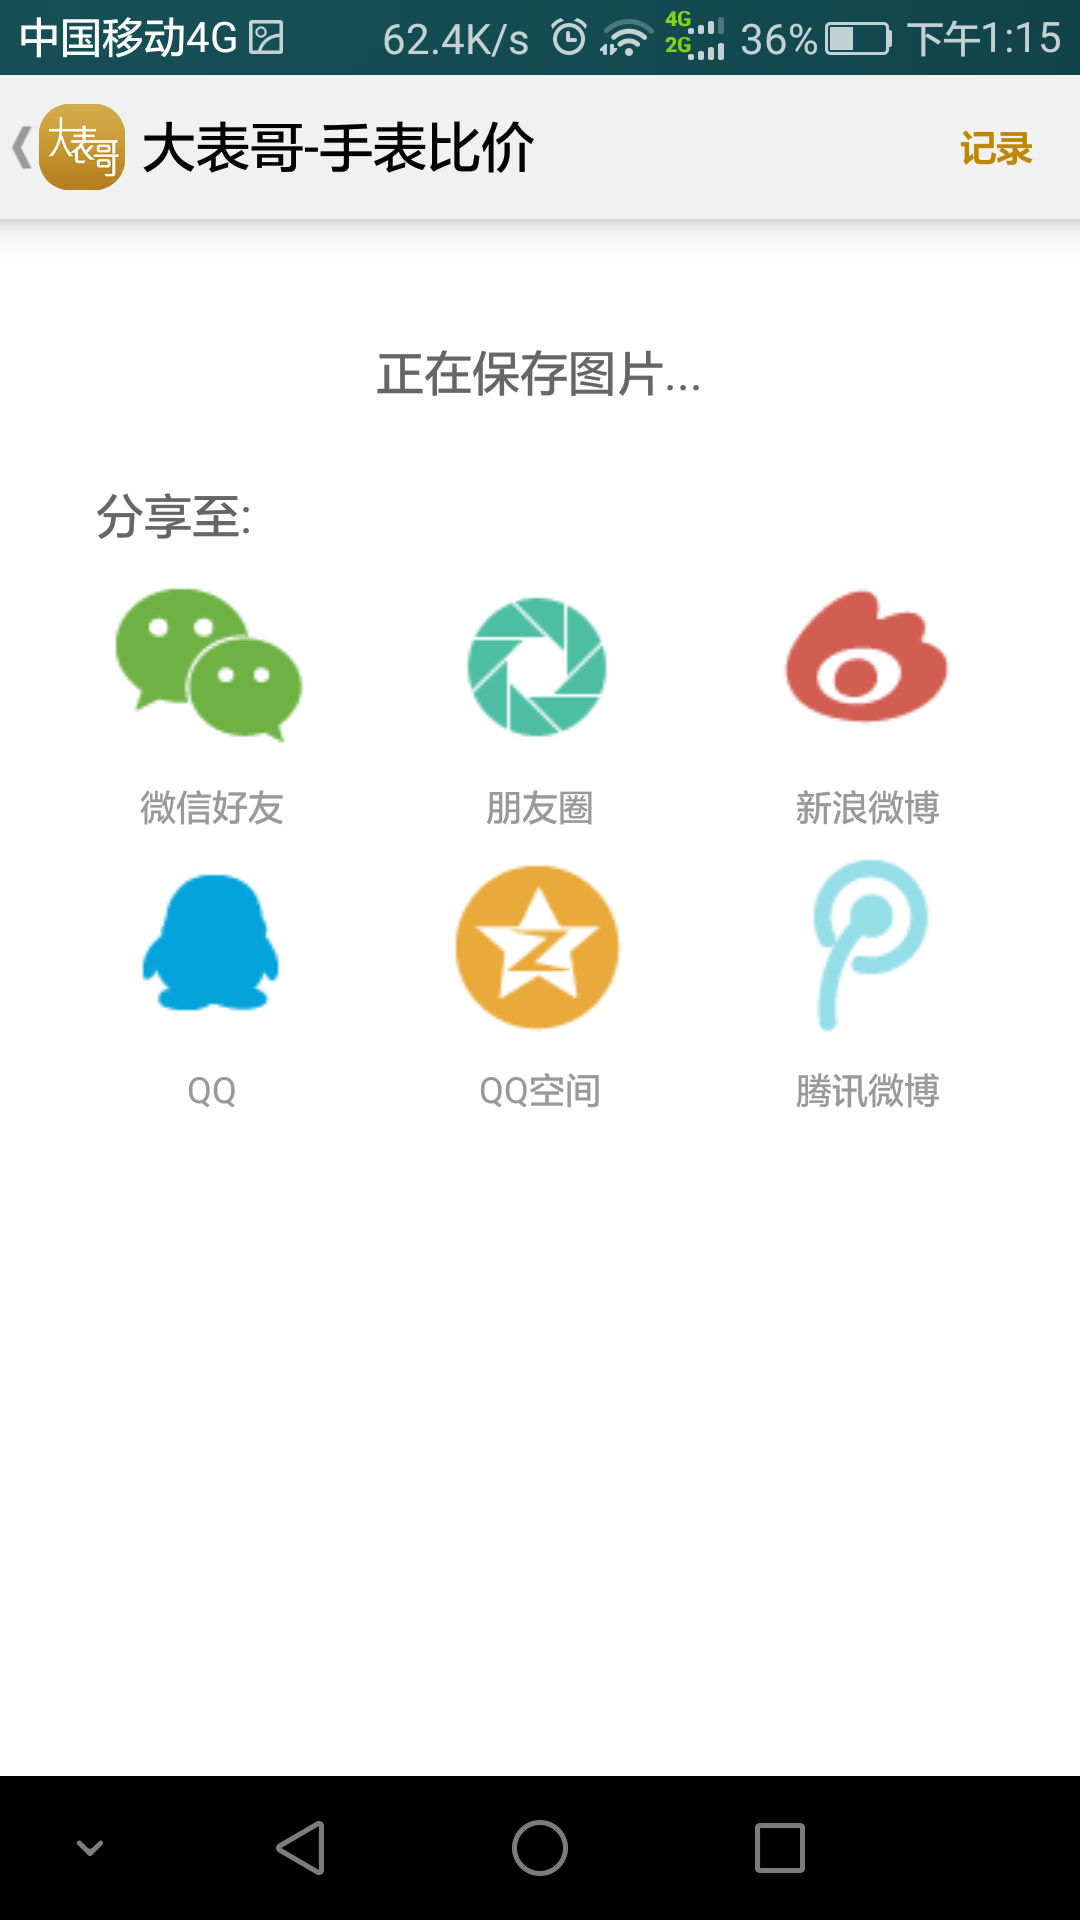 中国移动4G 62.4K/s 4G 2G 36% 下午1:15
大表哥 大表哥-手表比价 记录
正在保存图片...
分享至:
微信好友 朋友圈 新浪微博
QQ QQ空间 腾讯微博